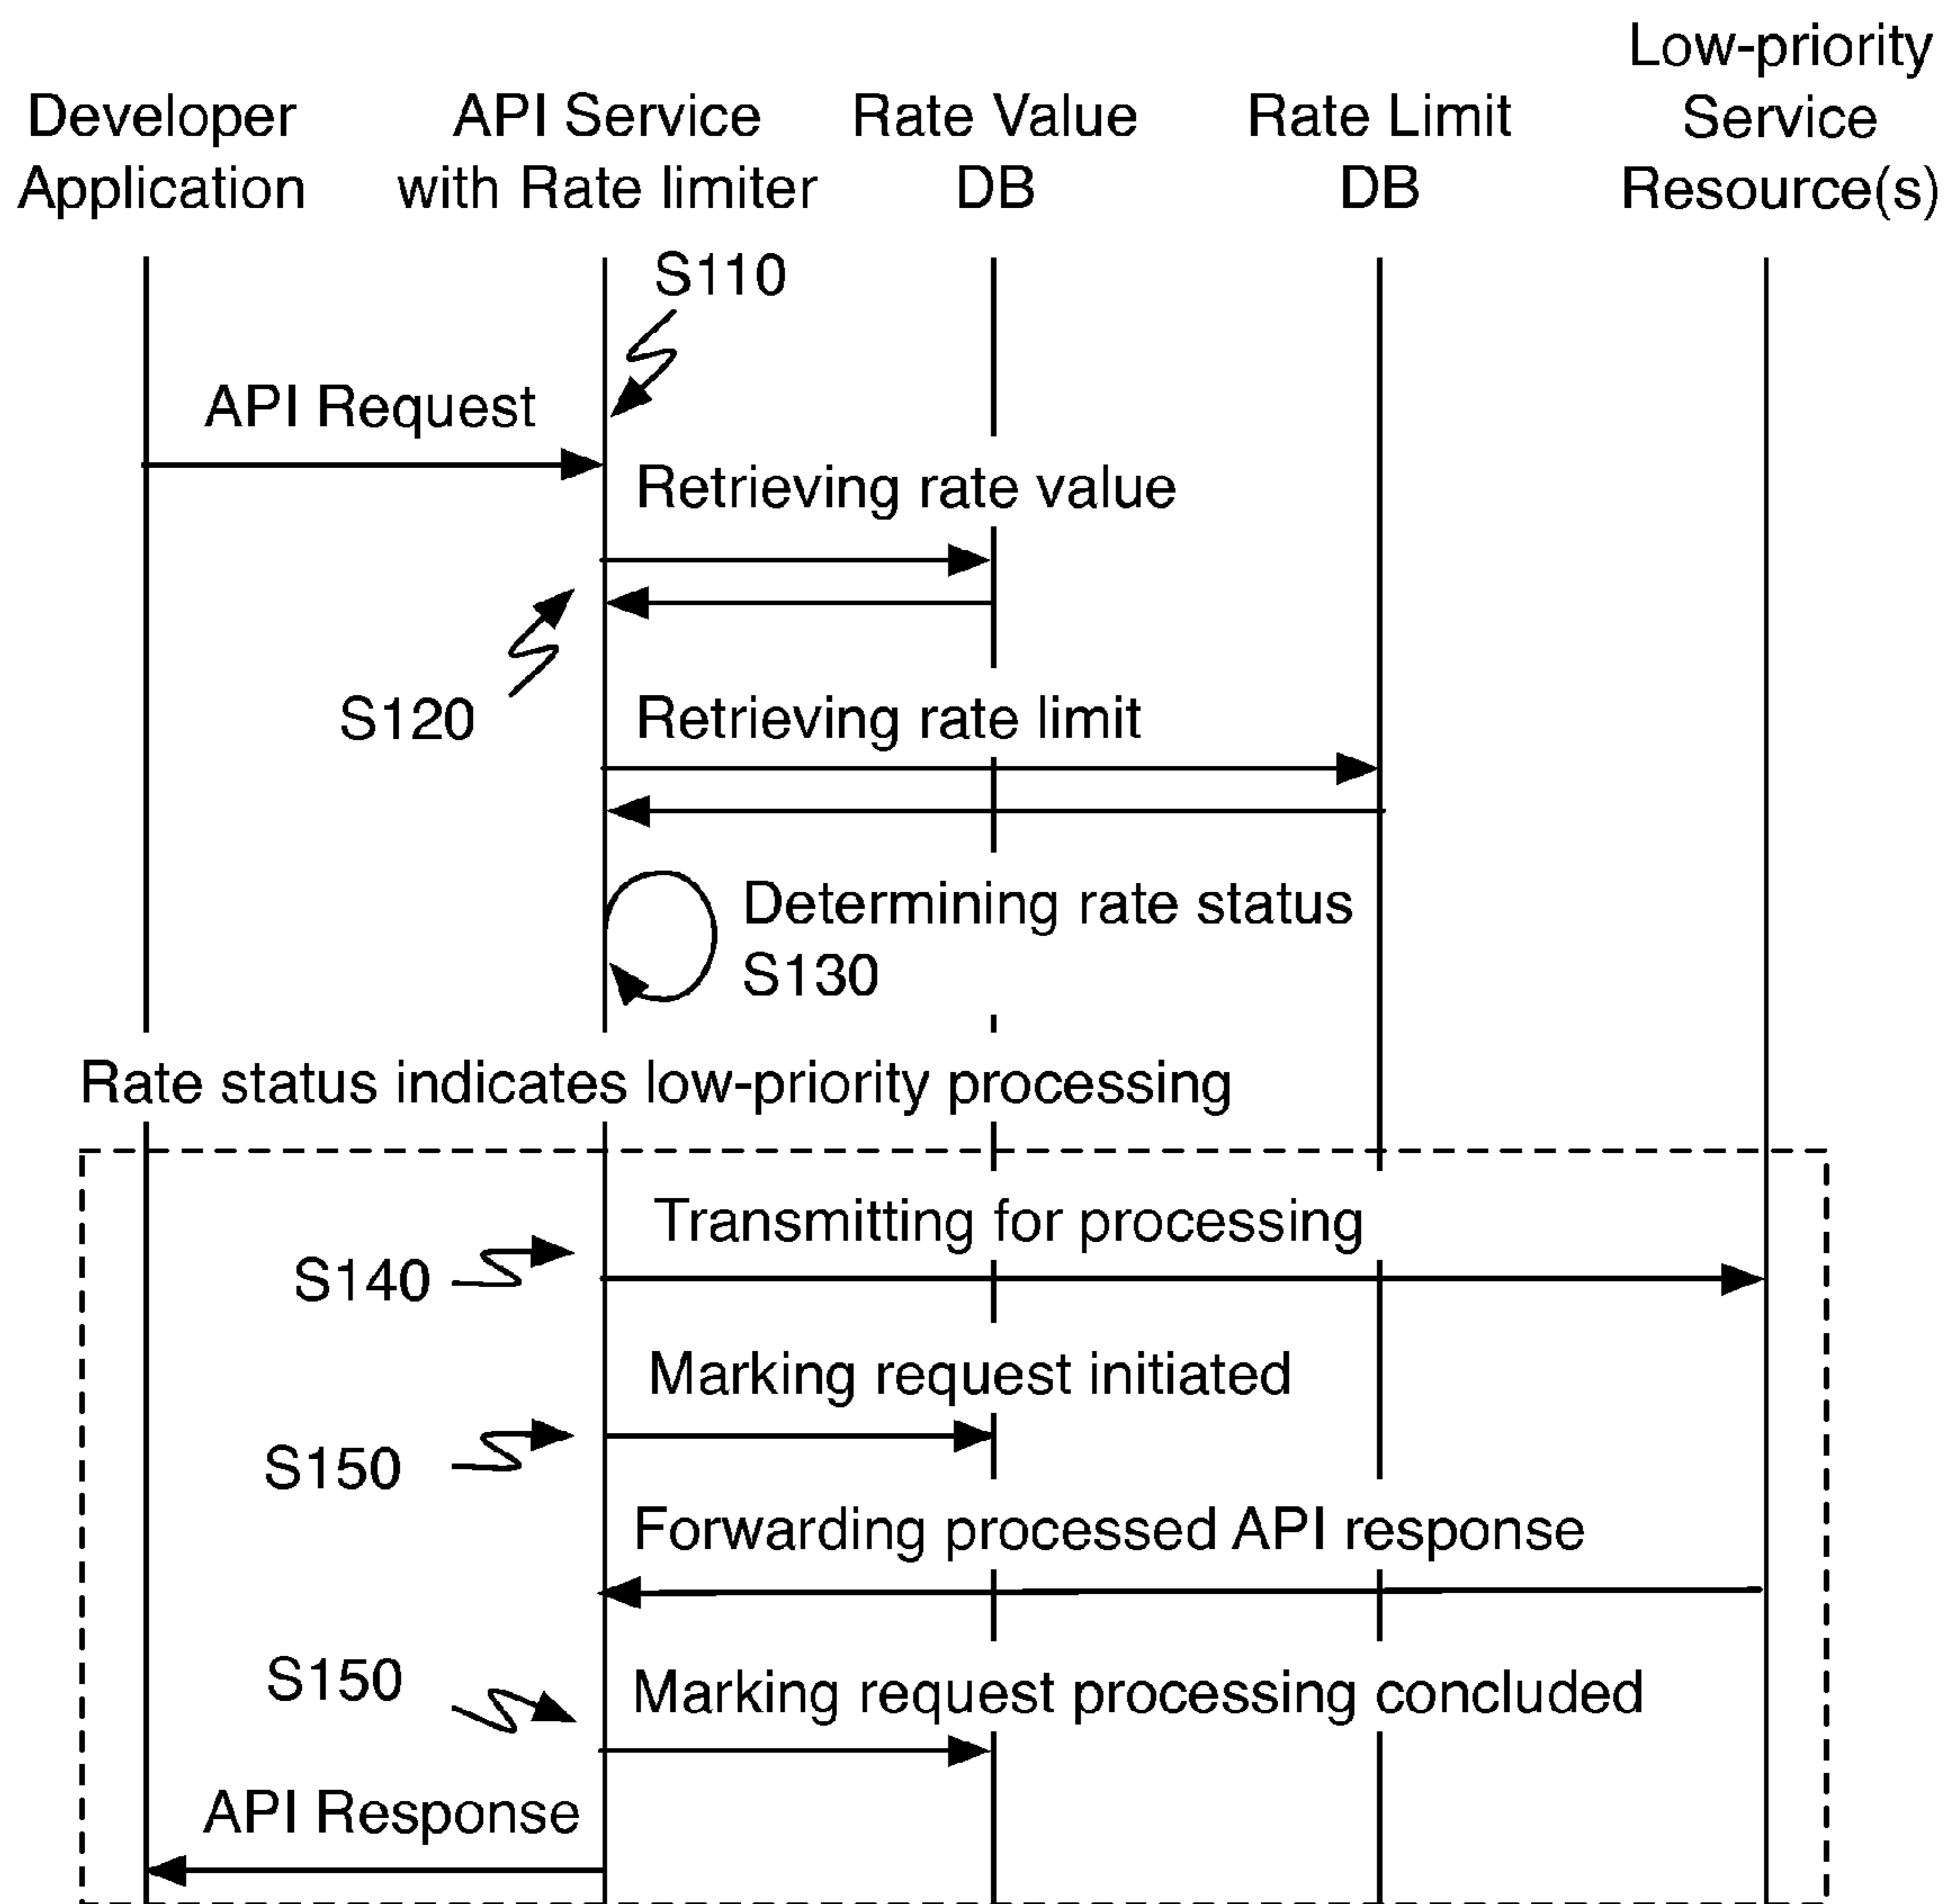 Developer
Application
API Service
with Rate limiter
Rate Value
DB
Rate Limit
DB
Low-priority
Service
Resource(s)
S110
API Request
Retrieving rate value
S120
Retrieving rate limit
Determining rate status
S130
Rate status indicates low-priority processing
Transmitting for processing
S140
Marking request initiated
S150
Forwarding processed API response
S150
Marking request processing concluded
API Response